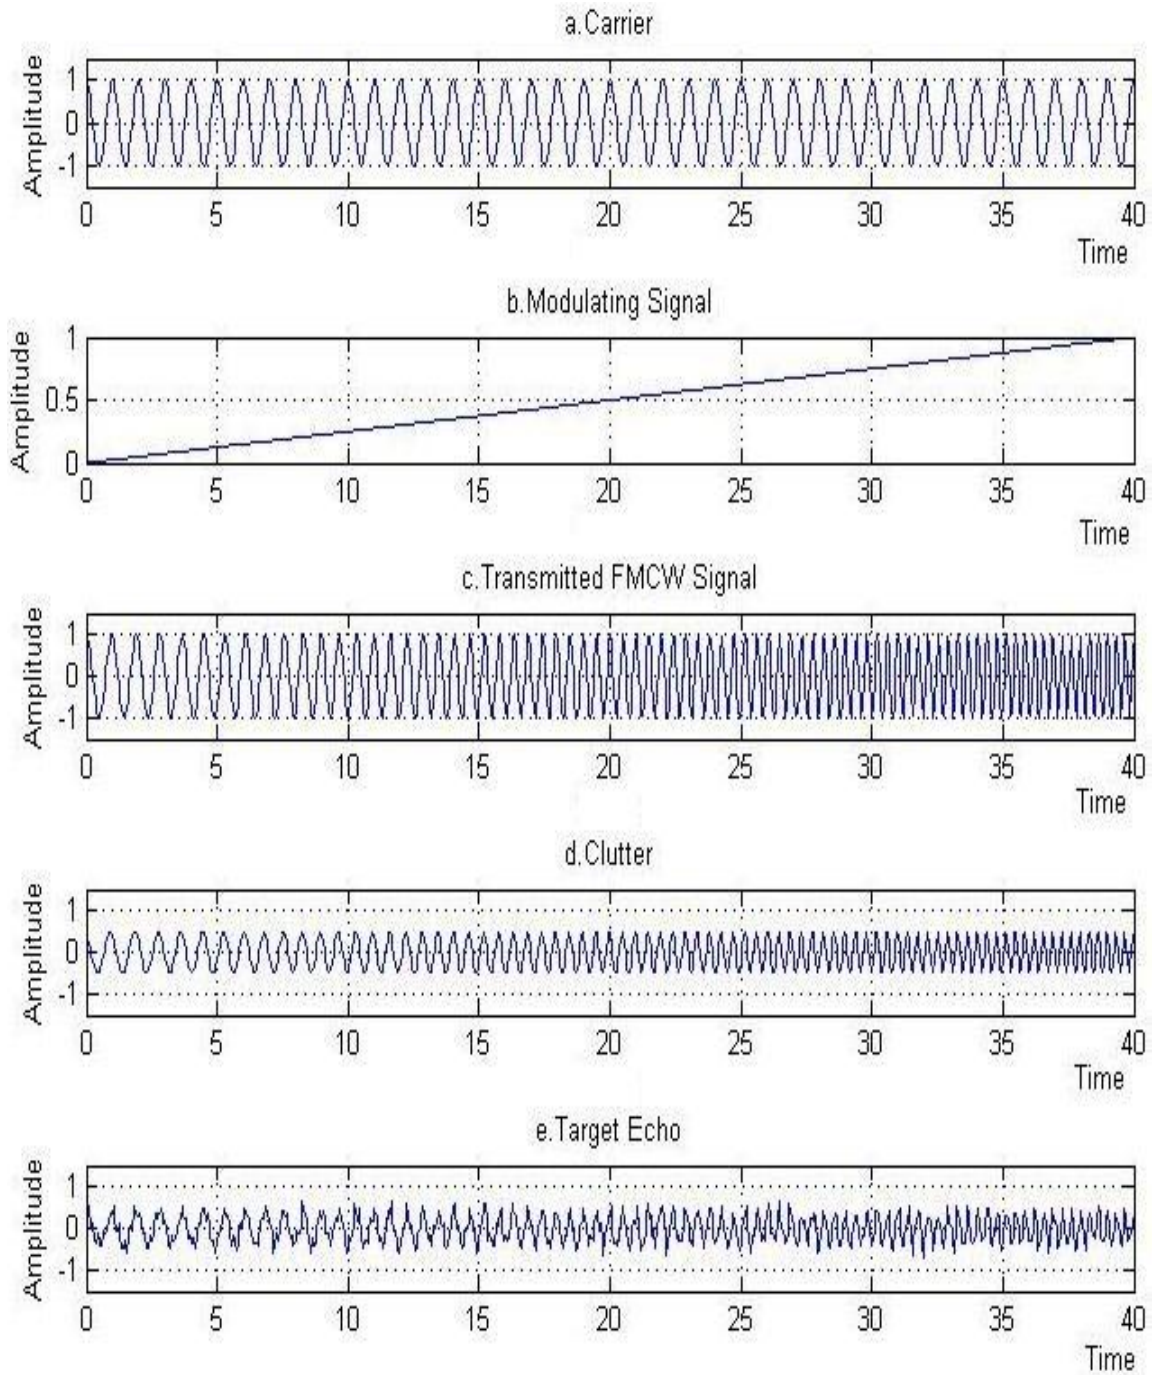 a.Carrier
Amplitude
1
0
-1
0 5 10 15 20 25 30 35 40
Time
b.Modulating Signal
Amplitude
1
0.5
0
0 5 10 15 20 25 30 35 40
Time
c.Transmitted FMCW Signal
Amplitude
1
0
-1
0 5 10 15 20 25 30 35 40
Time
d.Clutter
Amplitude
1
0
-1
0 5 10 15 20 25 30 35 40
Time
e.Target Echo
Amplitude
1
0
-1
0 5 10 15 20 25 30 35 40
Time